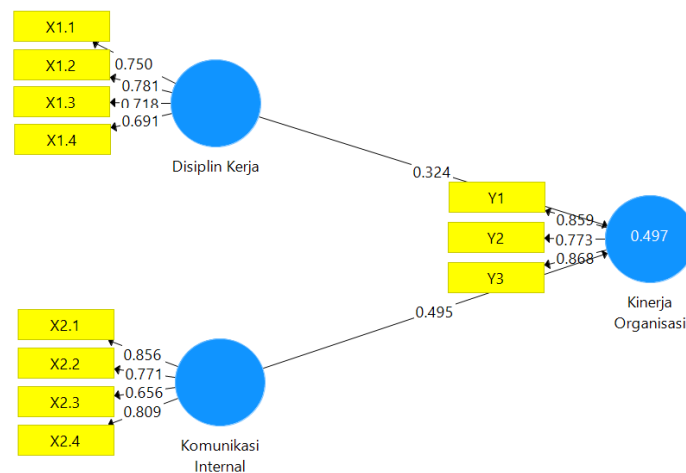 X1.1
X1.2
X1.3
X1.4
0.750
0.781
0.718
0.691
Disiplin Kerja
0.324
Y1
Y2
Y3
0.859
0.773
0.868
0.497
Kinerja
Organisasi
0.495
X2.1
X2.2
X2.3
X2.4
0.856
0.771
0.656
0.809
Komunikasi
Internal